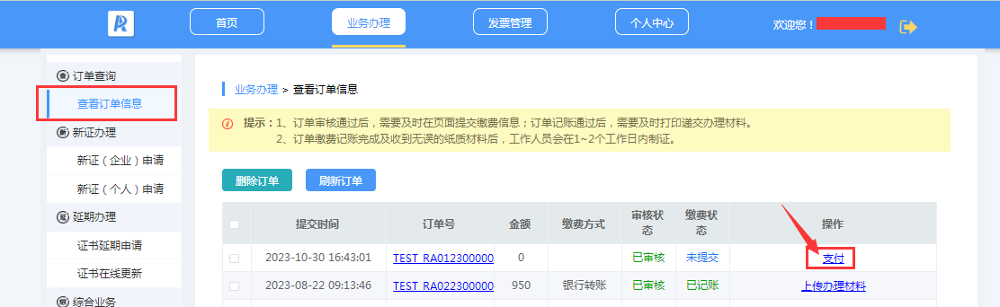 首页
业务办理
发票管理
个人中心
欢迎您！
订单查询
查看订单信息
新证办理
新证（企业）申请
新证（个人）申请
延期办理
证书延期申请
证书在线更新
综合业务
业务办理 > 查看订单信息
提示：1、订单审核通过后，需要及时在页面提交缴费信息；订单记账通过后，需要及时打印递交办理材料。
2、订单缴费记账完成及收到无误的纸质材料后，工作人员会在1~2个工作日内制证。
删除订单 刷新订单
提交时间 订单号 金额 缴费方式 审核状态 缴费状态 操作
2023-10-30 16:43:01 TEST_RA012300000 0 已审核 未提交 支付
2023-08-22 09:13:46 TEST_RA022300000 950 银行转账 已审核 已记账 上传办理材料